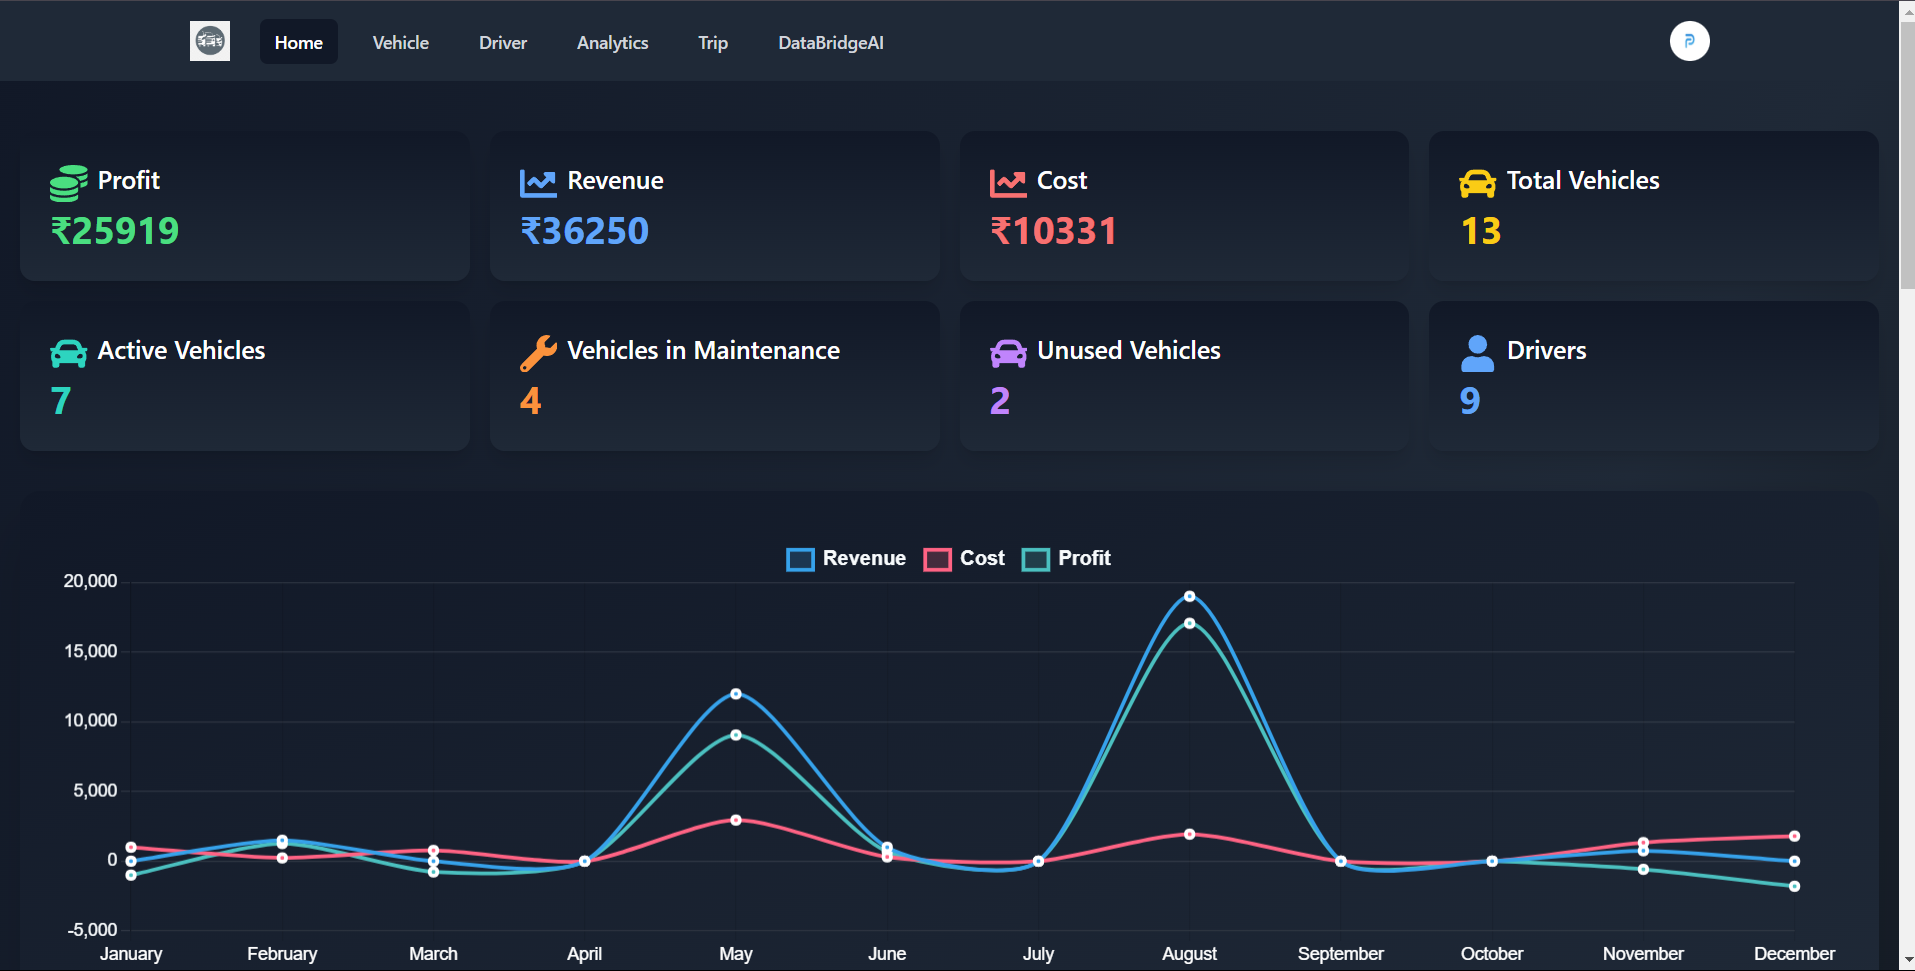 Home Vehicle Driver Analytics Trip DataBridgeAI
Profit
₹25919
Revenue
₹36250
Cost
₹10331
Total Vehicles
13
Active Vehicles
7
Vehicles in Maintenance
4
Unused Vehicles
2
Drivers
9
Revenue Cost Profit
20,000
15,000
10,000
5,000
0
-5,000
January February March April May June July August September October November December